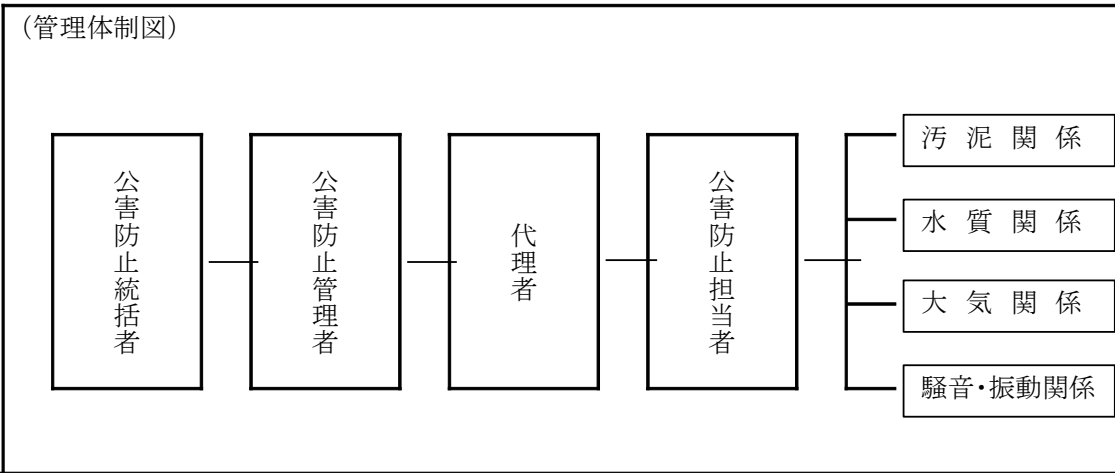 （管理体制図）
公害防止統括者
公害防止管理者
代理者
公害防止担当者
汚泥関係
水質関係
大気関係
騒音・振動関係